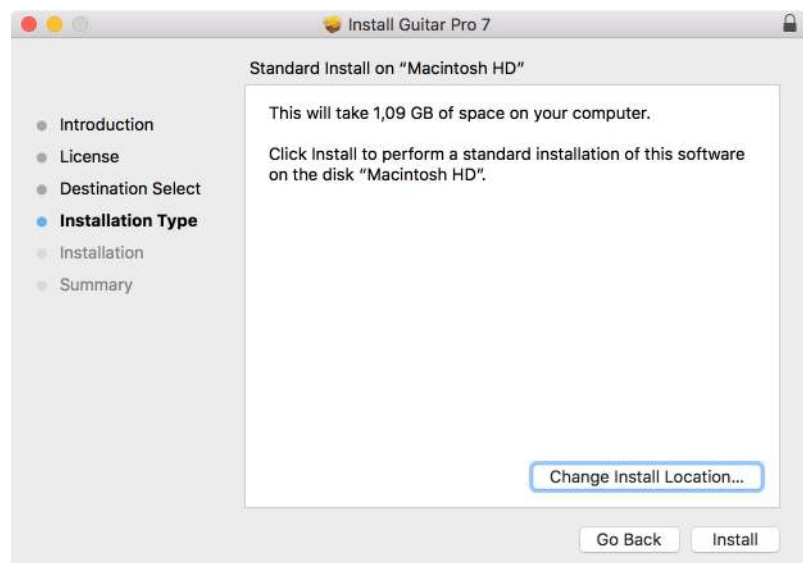 Install Guitar Pro 7
Standard Install on “Macintosh HD”
Introduction
License
Destination Select
Installation Type
Installation
Summary
This will take 1,09 GB of space on your computer.
Click Install to perform a standard installation of this software
on the disk “Macintosh HD”.
Change Install Location...
Go Back
Install